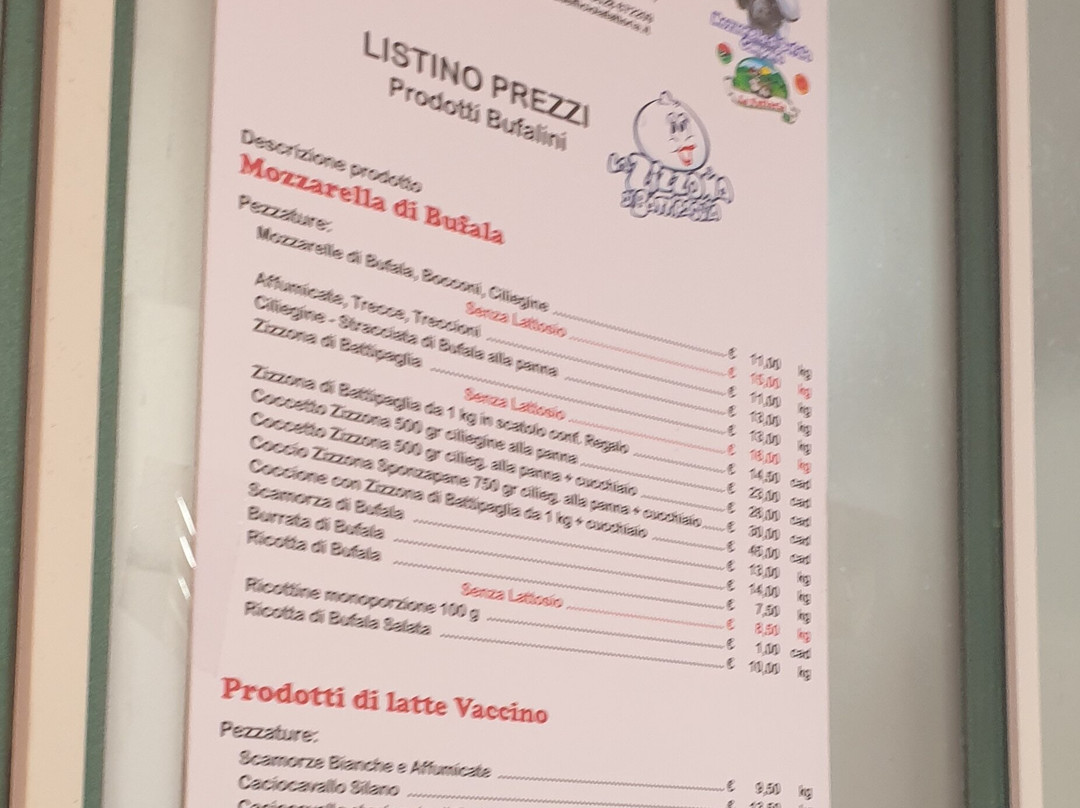 LISTINO PREZZI
Prodotti Bufalini
LA ZIZZONA
DI BATTIPAGLIA
Descrizione prodotto
Mozzarella di Bufala
Pezzature:
Mozzarelle di Bufala, Bocconi, Ciliegine € 11,00 kg
Senza Lattosio € 15,00 kg
Affumicate, Trecce, Treccioni € 11,00 kg
Ciliegine - Stracciata di Bufala alla panna € 13,00 kg
Zizzona di Battipaglia € 13,00 kg
Senza Lattosio € 16,00 kg
Zizzona di Battipaglia da 1 kg in scatolo conf. Regalo € 14,50 cad
Coccetto Zizzona 500 gr ciliegine alla panna € 23,00 cad
Coccetto Zizzona 500 gr cilieg. alla panna + cucchiaio € 28,00 cad
Coccio Zizzona Sponzapane 750 gr cilieg. alla panna + cucchiaio € 30,00 cad
Coccione con Zizzona di Battipaglia da 1 kg + cucchiaio € 45,00 cad
Scamorza di Bufala € 13,00 kg
Burrata di Bufala € 14,00 kg
Ricotta di Bufala € 7,50 kg
Senza Lattosio € 8,50 kg
Ricottine monoporzione 100 g € 1,00 cad
Ricotta di Bufala Salata € 10,00 kg
Prodotti di latte Vaccino
Pezzature:
Scamorze Bianche e Affumicate € 9,50 kg
Caciocavallo Silano €